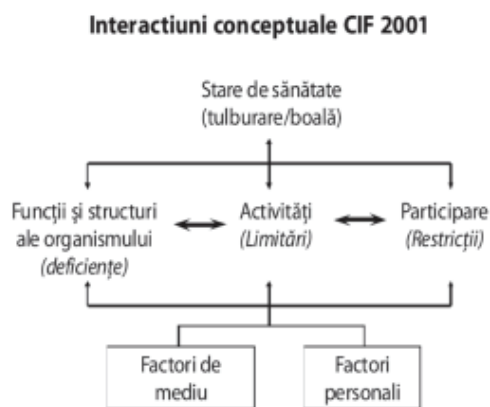 Interactiuni conceptuale CIF 2001
Stare de sănătate
(tulburare/boală)
Funcţii şi structuri
ale organismului
(deficienţe)
Activităţi
(Limitări)
Participare
(Restricţii)
Factori de
mediu
Factori
personali